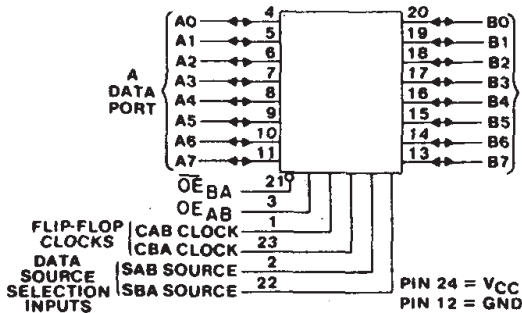 A0 4 20 B0
A1 5 19 B1
A2 6 18 B2
A3 7 17 B3
A4 8 16 B4
A5 9 15 B5
A6 10 14 B6
A7 11 13 B7
A
DATA
PORT
B
21
O̅E̅BA
3
OEAB
FLIP-FLOP
CLOCKS
1
CAB CLOCK
23
CBA CLOCK
DATA
SOURCE
SELECTION
INPUTS
2
SAB SOURCE
22
SBA SOURCE
PIN 24 = VCC
PIN 12 = GND